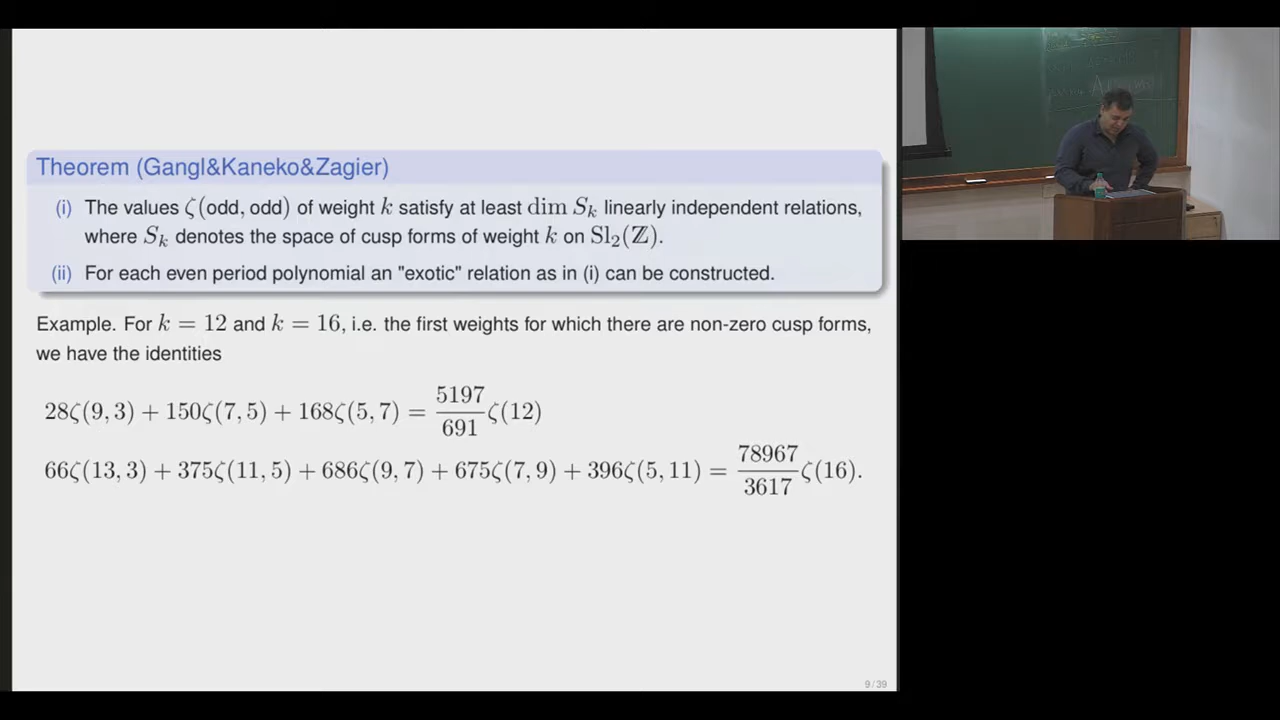 Theorem (Gangl&Kaneko&Zagier)
(i) The values ζ(odd, odd) of weight k satisfy at least dim Sₖ linearly independent relations,
where Sₖ denotes the space of cusp forms of weight k on Sl₂(ℤ).
(ii) For each even period polynomial an "exotic" relation as in (i) can be constructed.
Example. For k = 12 and k = 16, i.e. the first weights for which there are non-zero cusp forms,
we have the identities
28ζ(9, 3) + 150ζ(7, 5) + 168ζ(5, 7) = 5197/691 ζ(12)
66ζ(13, 3) + 375ζ(11, 5) + 686ζ(9, 7) + 675ζ(7, 9) + 396ζ(5, 11) = 78967/3617 ζ(16).
9 / 39